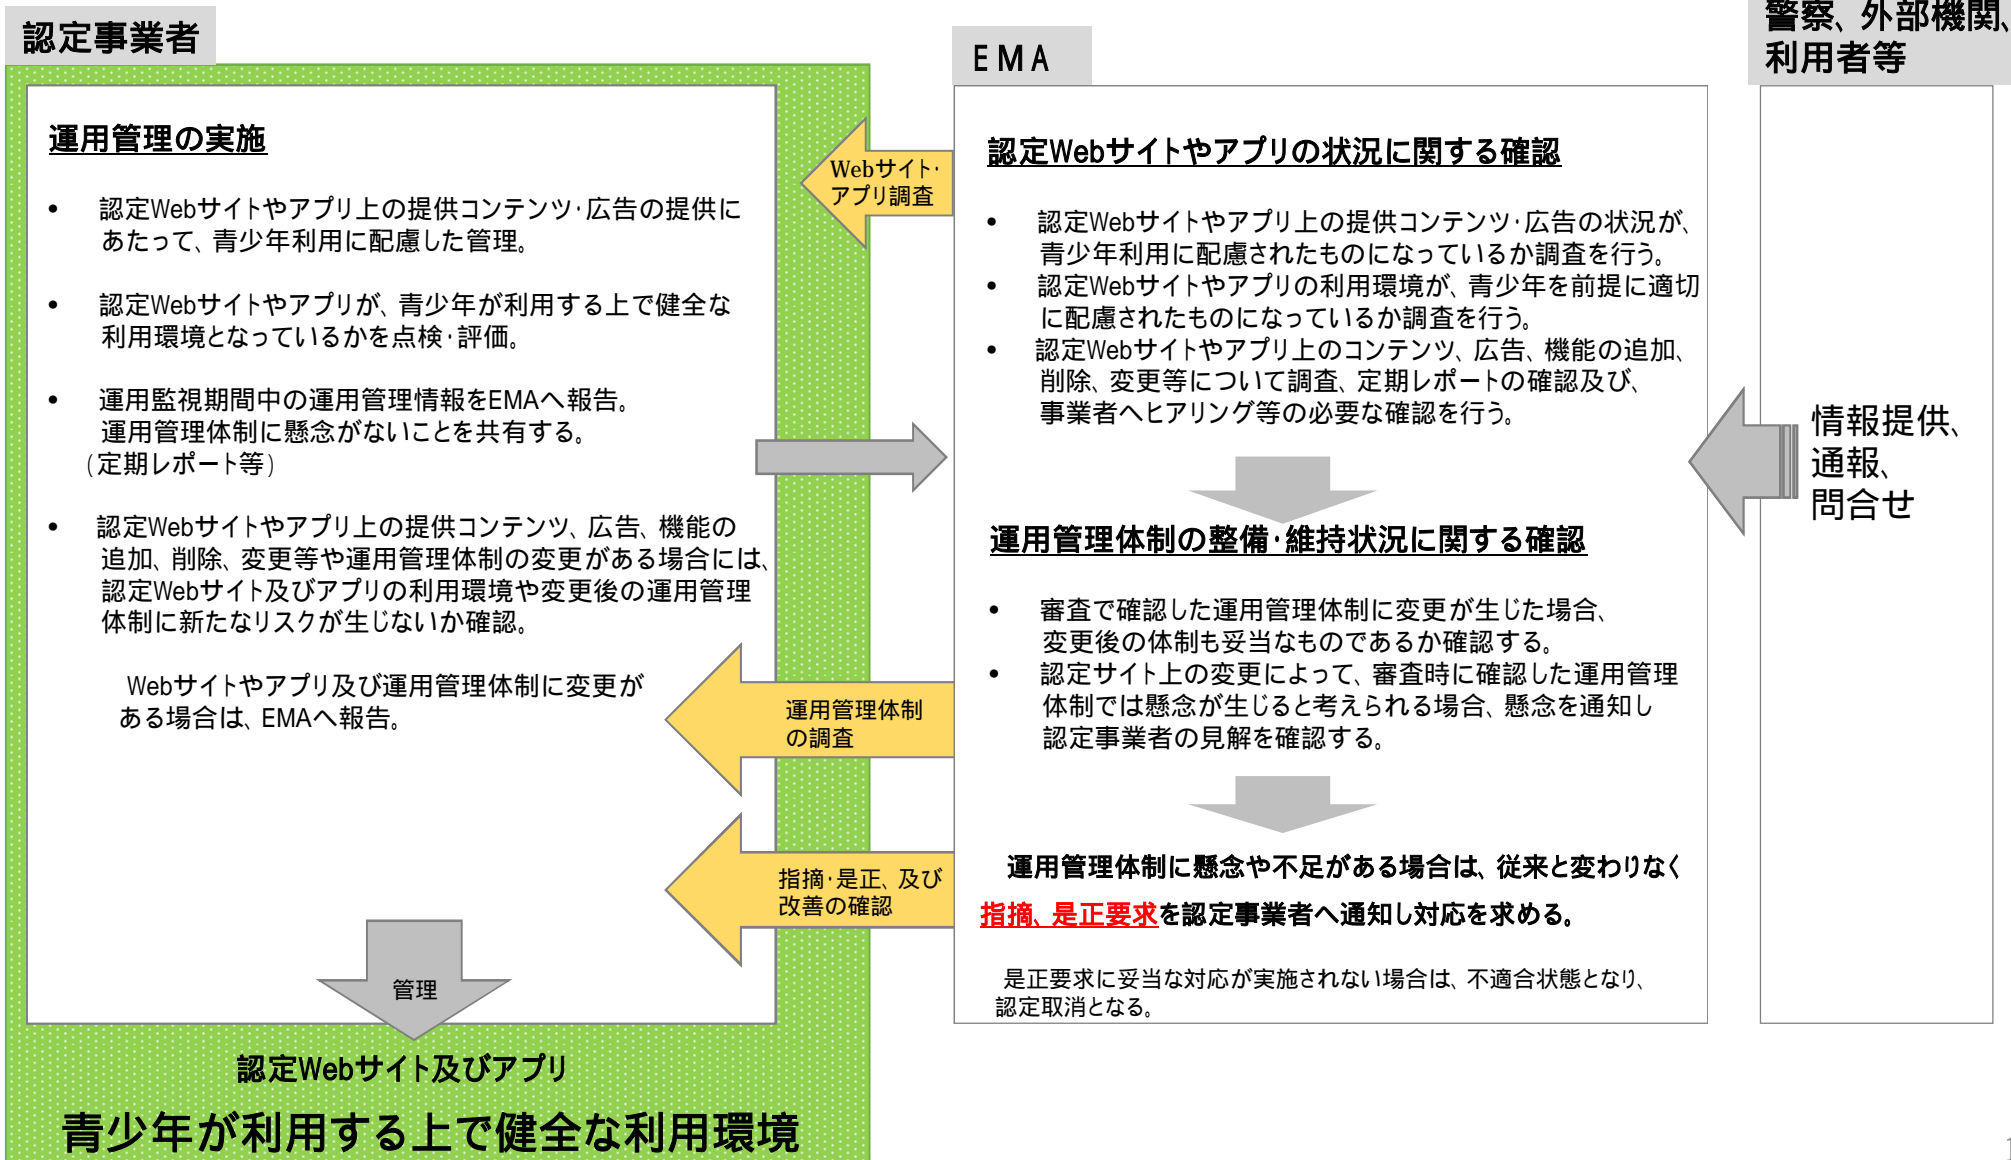 認定事業者
運用管理の実施
• 認定Webサイトやアプリ上の提供コンテンツ・広告の提供に
あたって、青少年利用に配慮した管理。
• 認定Webサイトやアプリが、青少年が利用する上で健全な
利用環境となっているかを点検・評価。
• 運用監視期間中の運用管理情報をEMAへ報告。
運用管理体制に懸念がないことを共有する。
(定期レポート等)
• 認定Webサイトやアプリ上の提供コンテンツ、広告、機能の
追加、削除、変更等や運用管理体制の変更がある場合には、
認定Webサイト及びアプリの利用環境や変更後の運用管理
体制に新たなリスクが生じないか確認。
Webサイトやアプリ及び運用管理体制に変更が
ある場合は、EMAへ報告。
管理
認定Webサイト及びアプリ
青少年が利用する上で健全な利用環境
Webサイト・
アプリ調査
運用管理体制
の調査
指摘・是正、及び
改善の確認
EMA
認定Webサイトやアプリの状況に関する確認
• 認定Webサイトやアプリ上の提供コンテンツ・広告の状況が、
青少年利用に配慮されたものになっているか調査を行う。
• 認定Webサイトやアプリの利用環境が、青少年を前提に適切
に配慮されたものになっているか調査を行う。
• 認定Webサイトやアプリ上のコンテンツ、広告、機能の追加、
削除、変更等について調査、定期レポートの確認及び、
事業者へヒアリング等の必要な確認を行う。
運用管理体制の整備・維持状況に関する確認
• 審査で確認した運用管理体制に変更が生じた場合、
変更後の体制も妥当なものであるか確認する。
• 認定サイト上の変更によって、審査時に確認した運用管理
体制では懸念が生じると考えられる場合、懸念を通知し
認定事業者の見解を確認する。
運用管理体制に懸念や不足がある場合は、従来と変わりなく
指摘、是正要求を認定事業者へ通知し対応を求める。
是正要求に妥当な対応が実施されない場合は、不適合状態となり、
認定取消となる。
警察、外部機関、
利用者等
情報提供、
通報、
問合せ